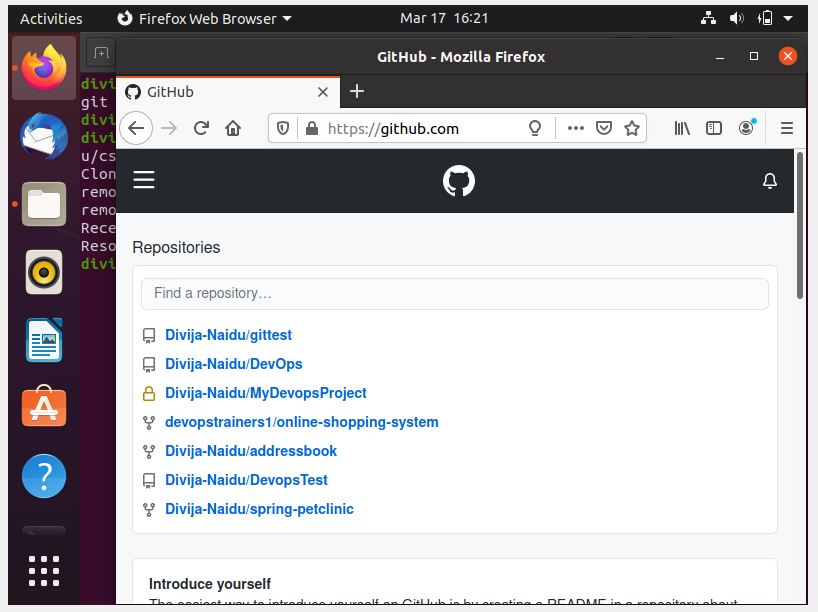 Activities
Firefox Web Browser
Mar 17 16:21
GitHub - Mozilla Firefox
GitHub
https://github.com
divi
git
divi
divi
u/cs
Clon
remo
remo
Rece
Reso
divi
Repositories
Find a repository…
Divija-Naidu/gittest
Divija-Naidu/DevOps
Divija-Naidu/MyDevopsProject
devopstrainers1/online-shopping-system
Divija-Naidu/addressbook
Divija-Naidu/DevopsTest
Divija-Naidu/spring-petclinic
Introduce yourself
The easiest way to introduce yourself on GitHub is by creating a README in a repository about